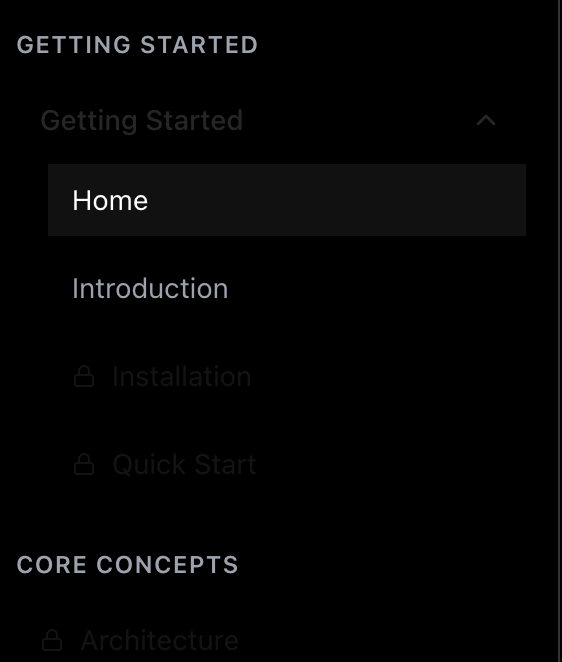 GETTING STARTED
Getting Started
Home
Introduction
Installation
Quick Start
CORE CONCEPTS
Architecture